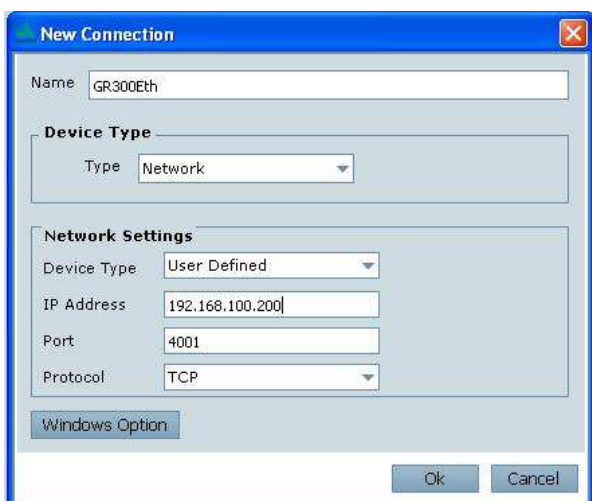 New Connection
Name GR300Eth
Device Type
Type Network
Network Settings
Device Type User Defined
IP Address 192.168.100.200
Port 4001
Protocol TCP
Windows Option
Ok Cancel